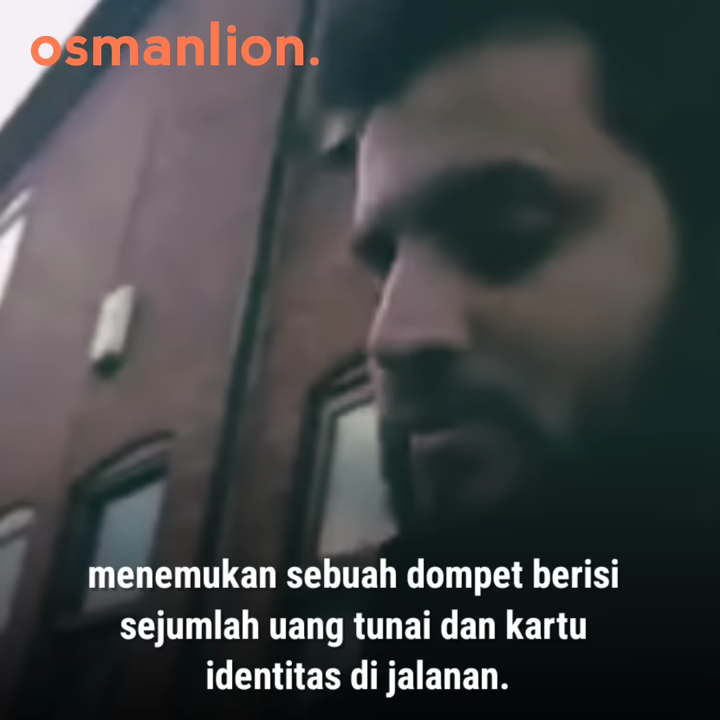 osmanlion.
menemukan sebuah dompet berisi
sejumlah uang tunai dan kartu
identitas di jalanan.